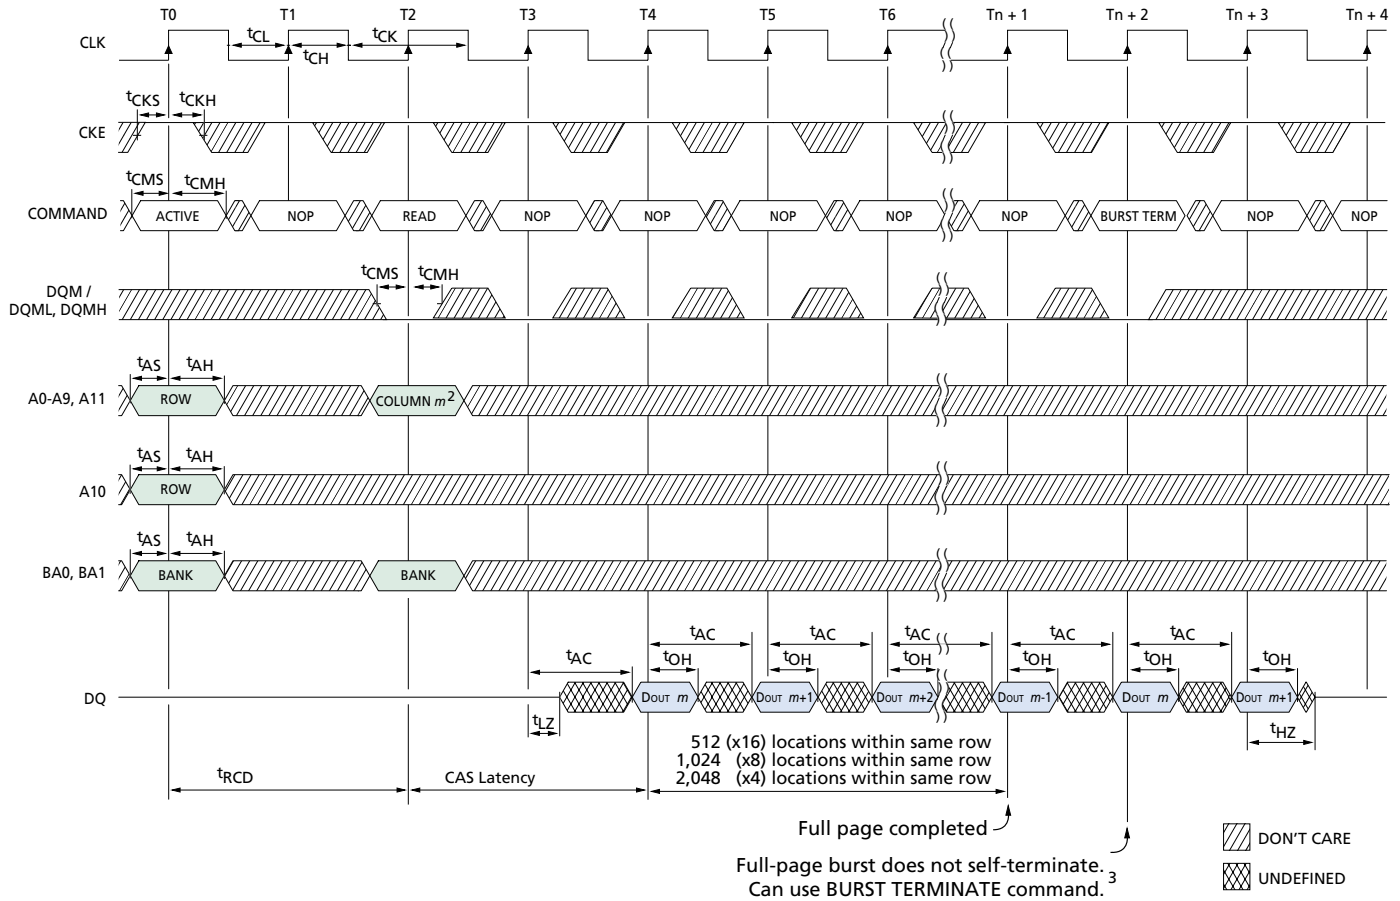 T0 T1 T2 T3 T4 T5 T6 Tn + 1 Tn + 2 Tn + 3 Tn + 4
CLK tCL tCH tCK
tCKS tCKH
CKE
tCMS tCMH
COMMAND ACTIVE NOP READ NOP NOP NOP NOP NOP BURST TERM NOP NOP
tCMS tCMH
DQM /
DQML, DQMH
tAS tAH
A0-A9, A11 ROW COLUMN m2
tAS tAH
A10 ROW
tAS tAH
BA0, BA1 BANK BANK
tAC tAC tAC tAC tAC tAC
tOH tOH tOH tOH tOH tOH
DQ DOUT m DOUT m+1 DOUT m+2 DOUT m-1 DOUT m DOUT m+1
tLZ tHZ
512 (x16) locations within same row
1,024 (x8) locations within same row
2,048 (x4) locations within same row
tRCD CAS Latency
Full page completed
Full-page burst does not self-terminate.
Can use BURST TERMINATE command. 3
DON'T CARE
UNDEFINED